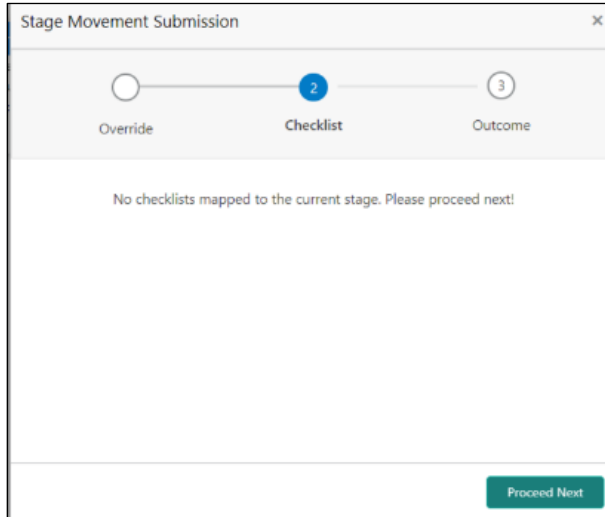 Stage Movement Submission
×
2
3
Override
Checklist
Outcome
No checklists mapped to the current stage. Please proceed next!
Proceed Next